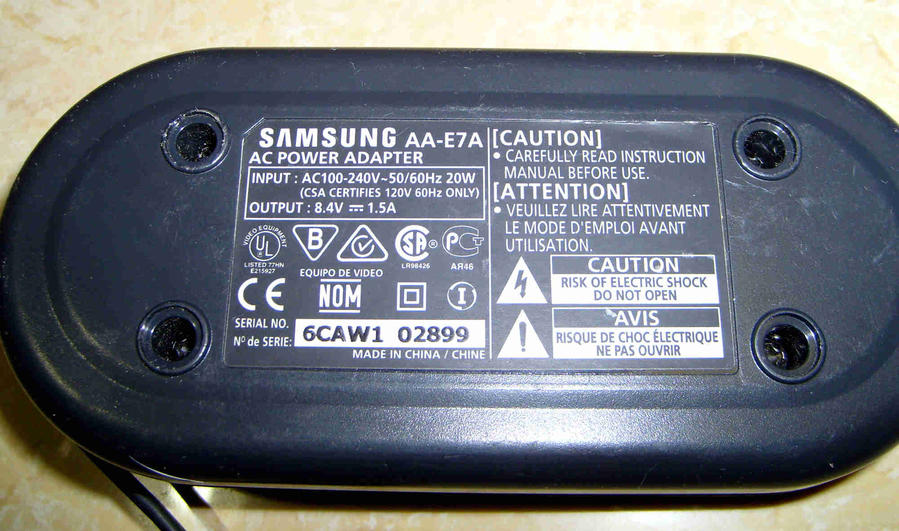 SAMSUNG AA-E7A
AC POWER ADAPTER
INPUT : AC100-240V~50/60Hz 20W
(CSA CERTIFIES 120V 60Hz ONLY)
OUTPUT : 8.4V ⎓ 1.5A
VIDEO EQUIPMENT
UL
LISTED 77HN
E215927
B
SA ®
LR98426
PCT
AR46
EQUIPO DE VIDEO
CE
NOM
I
SERIAL NO.
Nº de SERIE: 6CAW1 02899
MADE IN CHINA / CHINE
[CAUTION]
• CAREFULLY READ INSTRUCTION
MANUAL BEFORE USE.
[ATTENTION]
• VEUILLEZ LIRE ATTENTIVEMENT
LE MODE D'EMPLOI AVANT
UTILISATION.
CAUTION
RISK OF ELECTRIC SHOCK
DO NOT OPEN
AVIS
RISQUE DE CHOC ÉLECTRIQUE
NE PAS OUVRIR